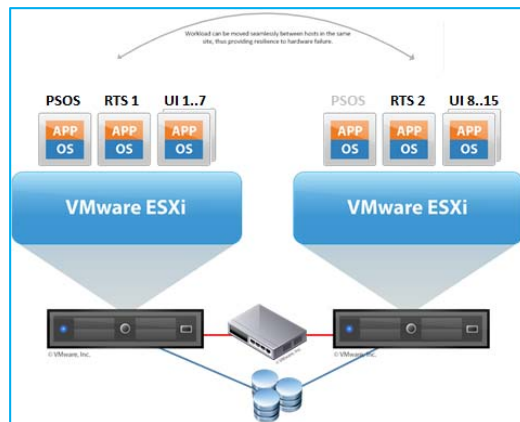 Workload can be moved seamlessly between hosts in the same
site, thus providing resilience to hardware failure.
PSOS RTS 1 UI 1..7
PSOS RTS 2 UI 8..15
APP APP APP
OS OS OS
APP APP APP
OS OS OS
VMware ESXi
VMware ESXi
© VMware, Inc.
© VMware, Inc.
© VMware, Inc.